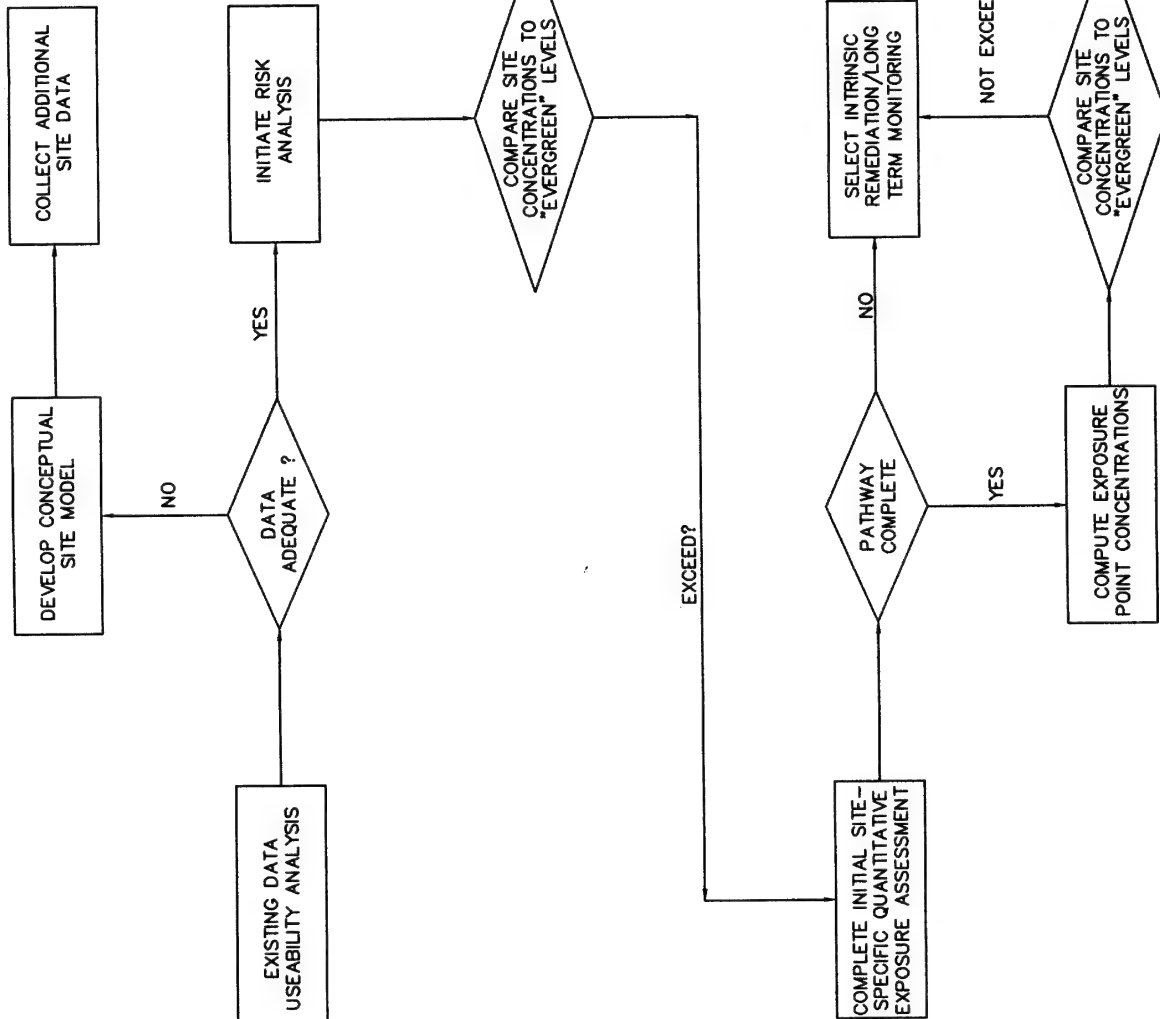 COLLECT ADDITIONAL
SITE DATA
DEVELOP CONCEPTUAL
SITE MODEL
NO
INITIATE RISK
ANALYSIS
YES
DATA
ADEQUATE ?
EXISTING DATA
USEABILITY ANALYSIS
COMPARE SITE
CONCENTRATIONS TO
"EVERGREEN" LEVELS
EXCEED?
COMPLETE INITIAL SITE-
SPECIFIC QUANTITATIVE
EXPOSURE ASSESSMENT
PATHWAY
COMPLETE
NO
SELECT INTRINSIC
REMEDIATION/LONG
TERM MONITORING
YES
COMPUTE EXPOSURE
POINT CONCENTRATIONS
NOT EXCEE
COMPARE SITE
CONCENTRATIONS TO
"EVERGREEN" LEVELS